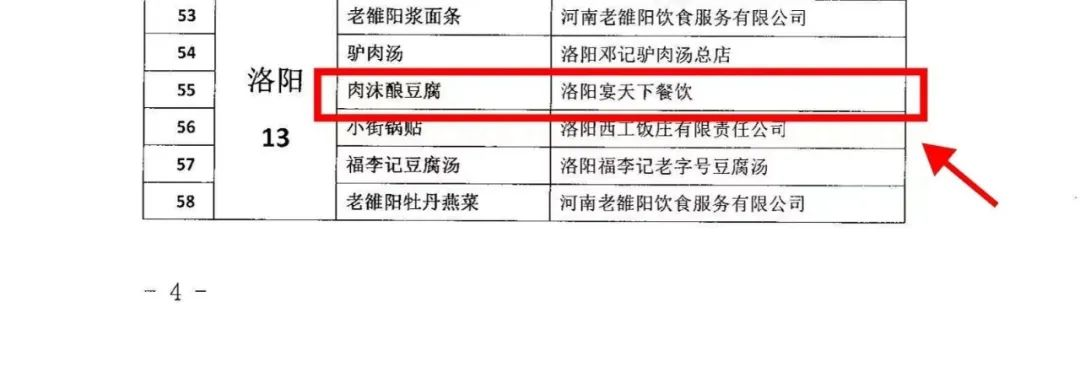 53 老雒阳浆面条 河南老雒阳饮食服务有限公司
54 驴肉汤 洛阳邓记驴肉汤总店
洛阳
55 肉沫酿豆腐 洛阳宴天下餐饮
56 小街锅贴 洛阳西工饭庄有限责任公司
13
57 福李记豆腐汤 洛阳福李记老字号豆腐汤
58 老雒阳牡丹燕菜 河南老雒阳饮食服务有限公司
- 4 -